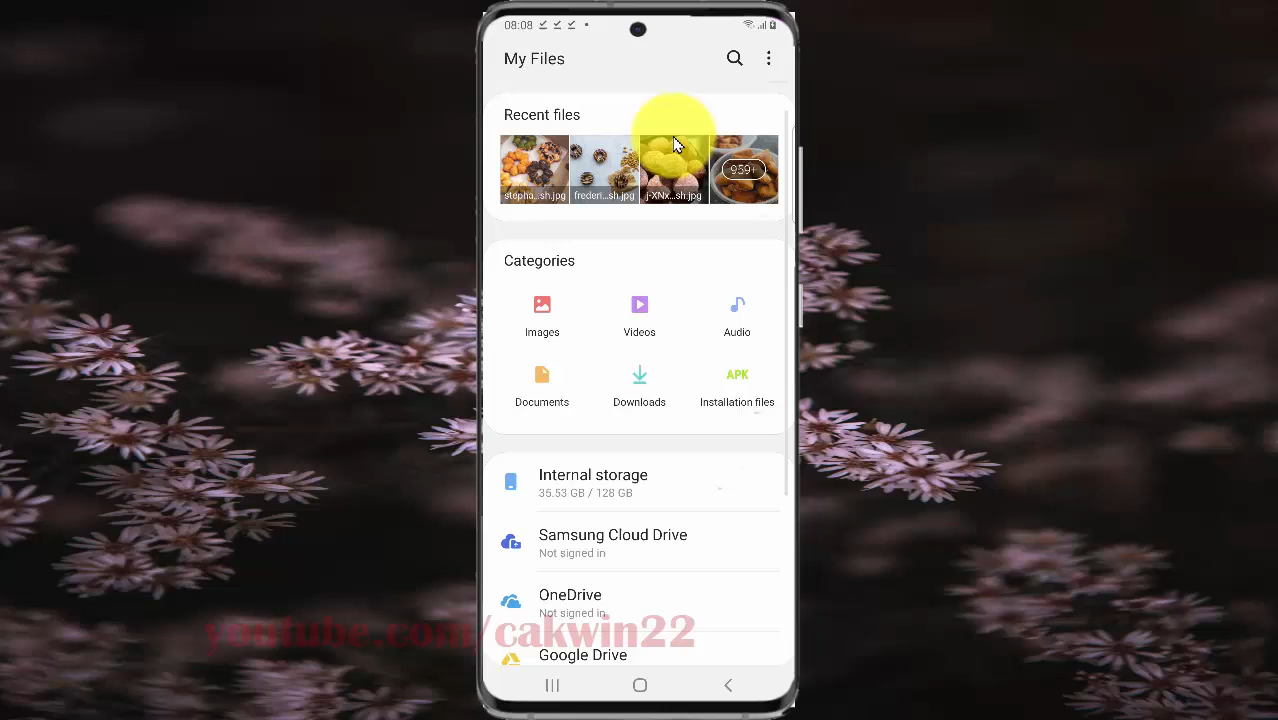 08:08
My Files
Recent files
stepha...sh.jpg frederi...sh.jpg j-XNx...sh.jpg 959+
Categories
Images Videos Audio
APK
Documents Downloads Installation files
Internal storage
35.53 GB / 128 GB
Samsung Cloud Drive
Not signed in
OneDrive
Not signed in
youtube.com/cakwin22
Google Drive